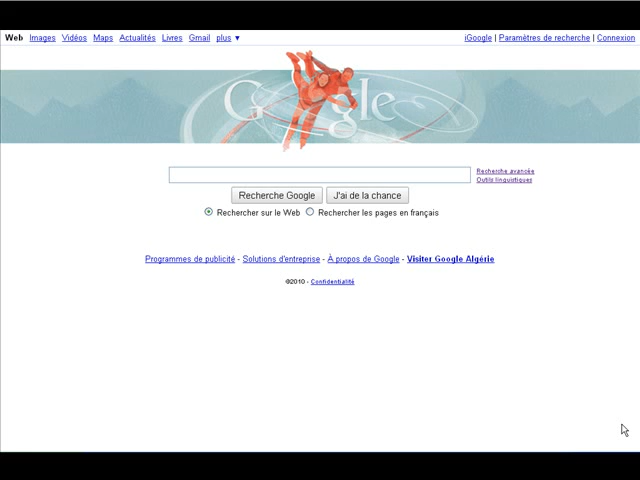 Web Images Vidéos Maps Actualités Livres Gmail plus ▼ iGoogle | Paramètres de recherche | Connexion
Google
Recherche avancée
Outils linguistiques
Recherche Google J'ai de la chance
Rechercher sur le Web Rechercher les pages en français
Programmes de publicité - Solutions d'entreprise - À propos de Google - Visiter Google Algérie
©2010 - Confidentialité